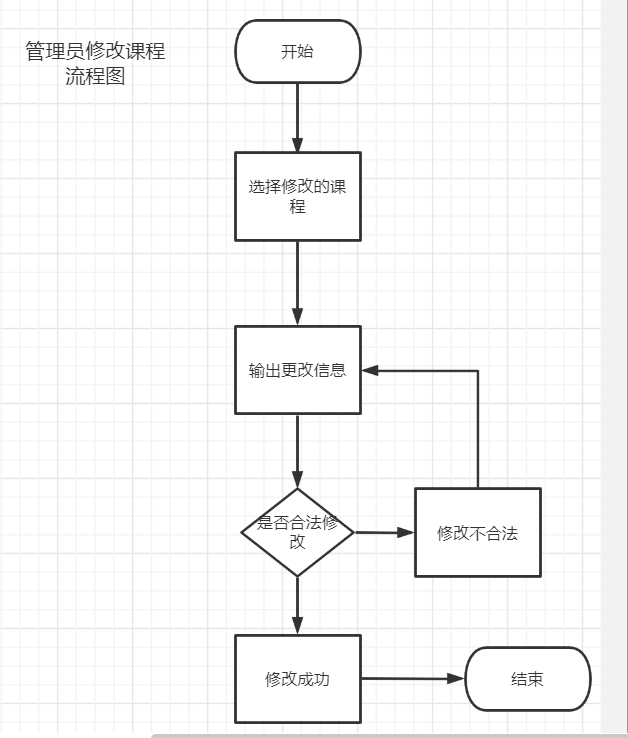 管理员修改课程
流程图
开始
选择修改的课
程
输出更改信息
是否合法修
改
修改不合法
修改成功
结束